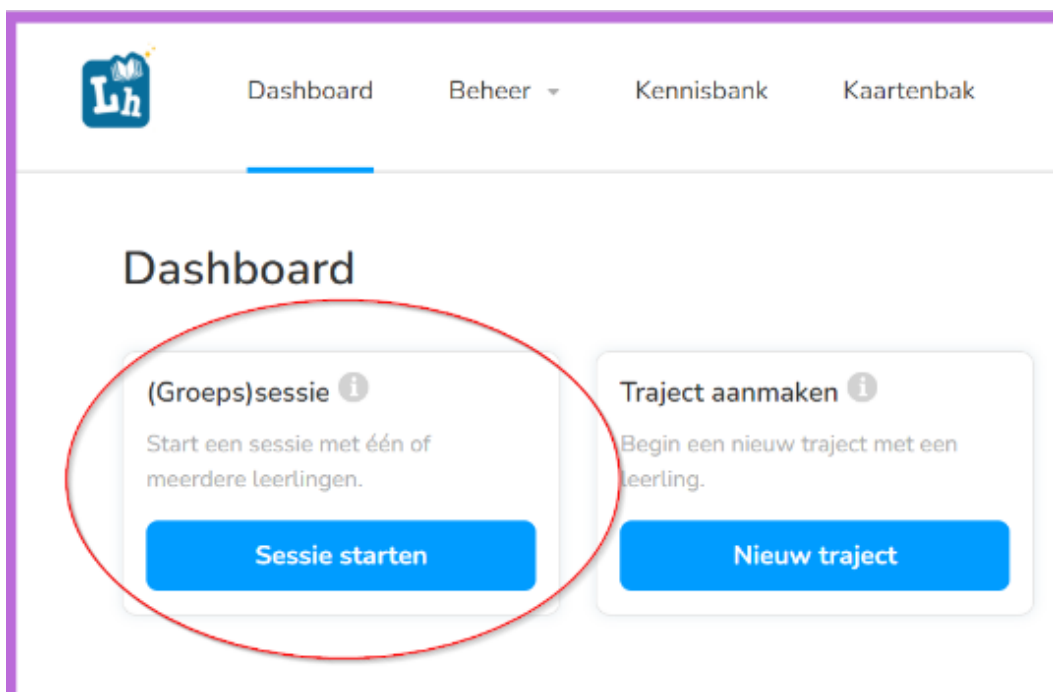 Lh
Dashboard Beheer Kennisbank Kaartenbak
Dashboard
(Groeps)sessie
Start een sessie met één of
meerdere leerlingen.
Sessie starten
Traject aanmaken
Begin een nieuw traject met een
leerling.
Nieuw traject